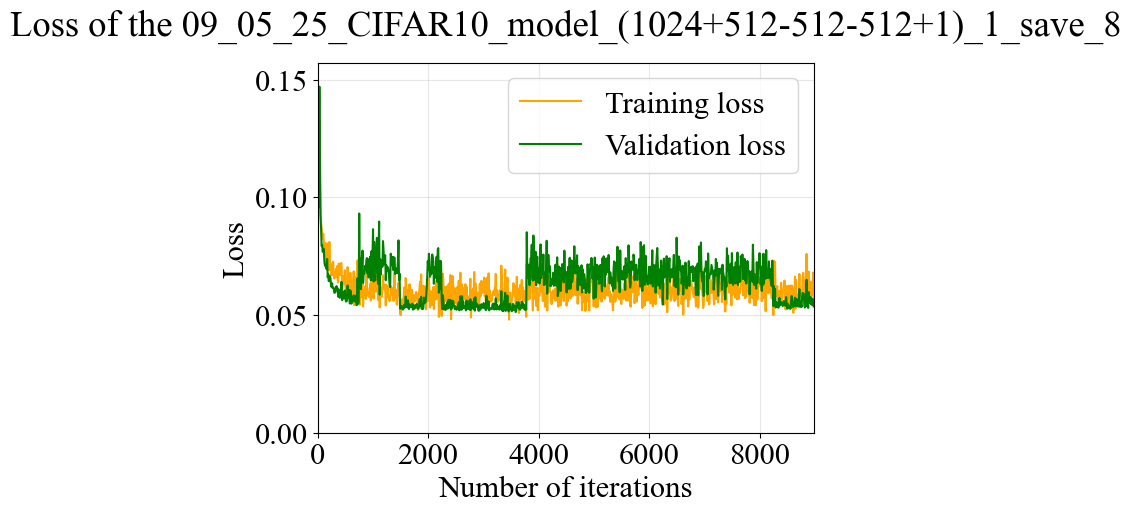 Loss of the 09_05_25_CIFAR10_model_(1024+512-512-512+1)_1_save_8
0.15
0.10
0.05
0.00
Loss
Training loss
Validation loss
0 2000 4000 6000 8000
Number of iterations